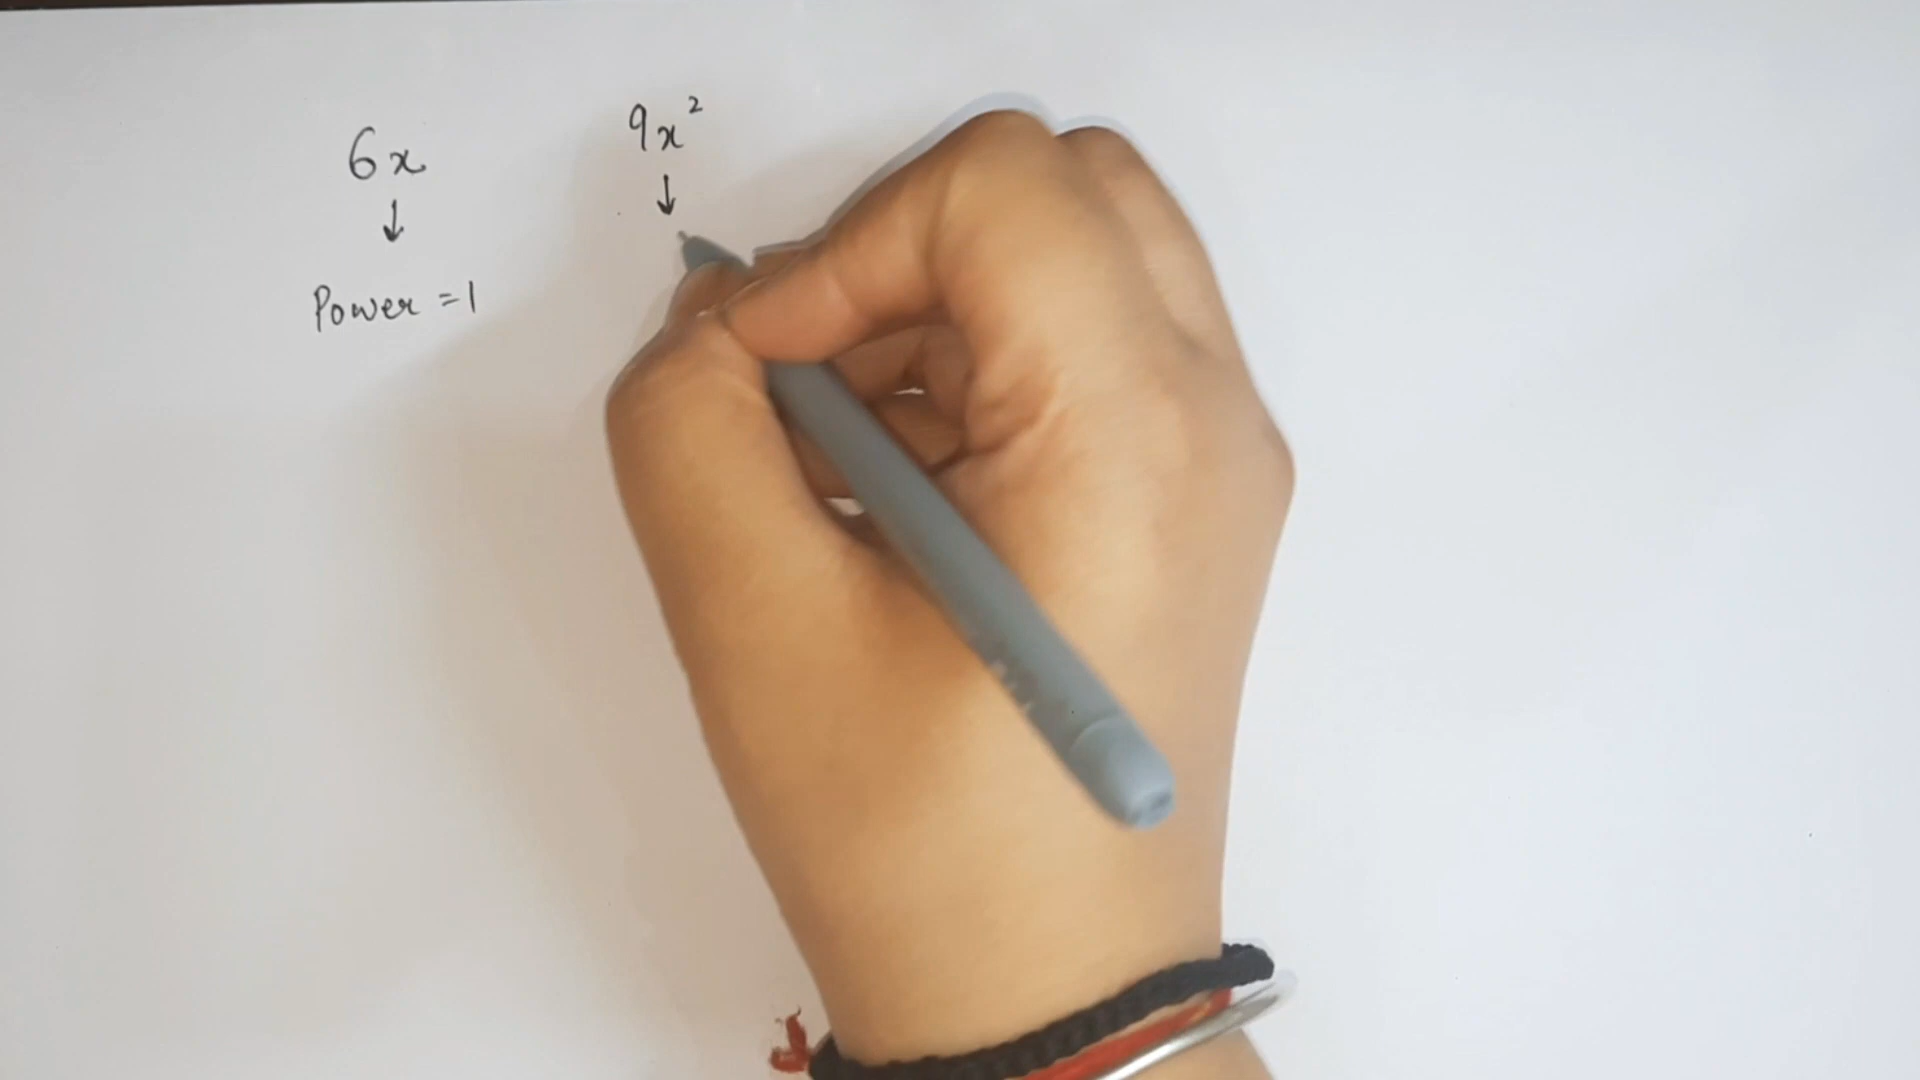 6x 9x²
↓ ↓
Power = 1